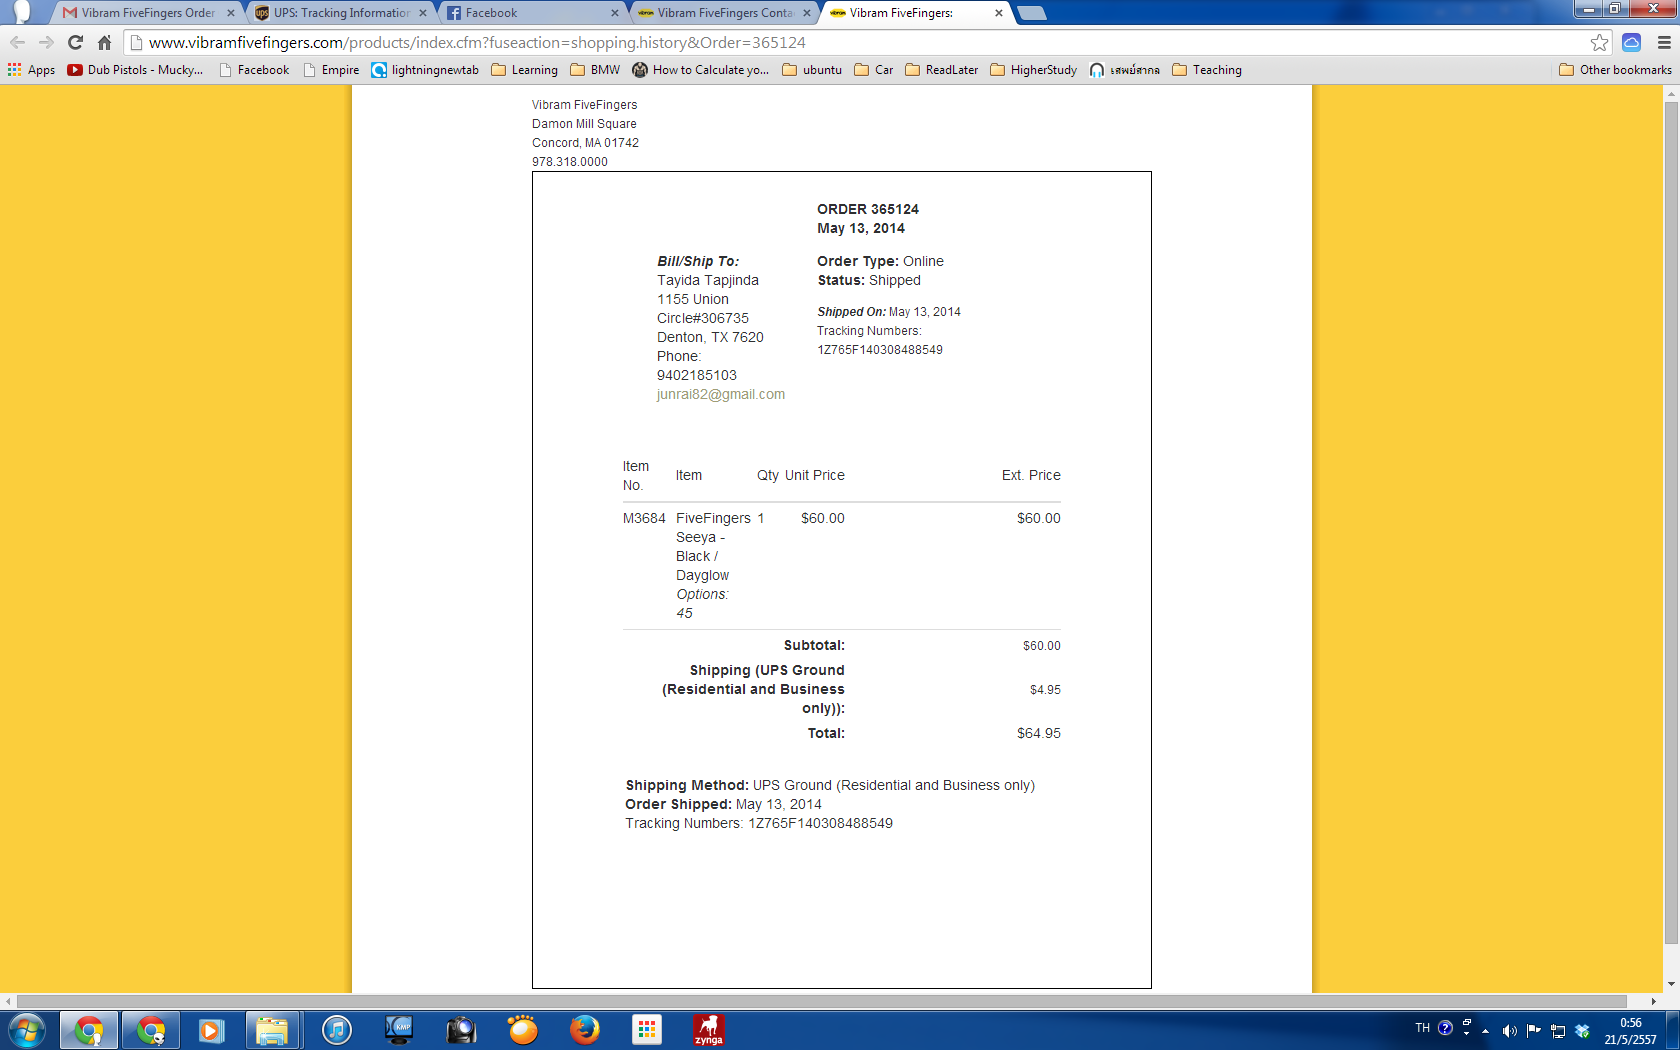 Vibram FiveFingers Order
UPS: Tracking Information
Facebook
Vibram FiveFingers Conta
Vibram FiveFingers:
www.vibramfivefingers.com/products/index.cfm?fuseaction=shopping.history&Order=365124
Apps
Dub Pistols - Mucky...
Facebook
Empire
lightningnewtab
Learning
BMW
How to Calculate yo...
ubuntu
Car
ReadLater
HigherStudy
เสพย์สากล
Teaching
Other bookmarks
Vibram FiveFingers
Damon Mill Square
Concord, MA 01742
978.318.0000
ORDER 365124
May 13, 2014
Bill/Ship To:
Tayida Tapjinda
1155 Union
Circle#306735
Denton, TX 7620
Phone:
9402185103
junrai82@gmail.com
Order Type: Online
Status: Shipped
Shipped On: May 13, 2014
Tracking Numbers:
1Z765F140308488549
Item No. Item Qty Unit Price Ext. Price
M3684 FiveFingers 1 $60.00 $60.00
Seeya -
Black /
Dayglow
Options:
45
Subtotal: $60.00
Shipping (UPS Ground
(Residential and Business $4.95
only)):
Total: $64.95
Shipping Method: UPS Ground (Residential and Business only)
Order Shipped: May 13, 2014
Tracking Numbers: 1Z765F140308488549
KMP
zynga
TH
0:56
21/5/2557